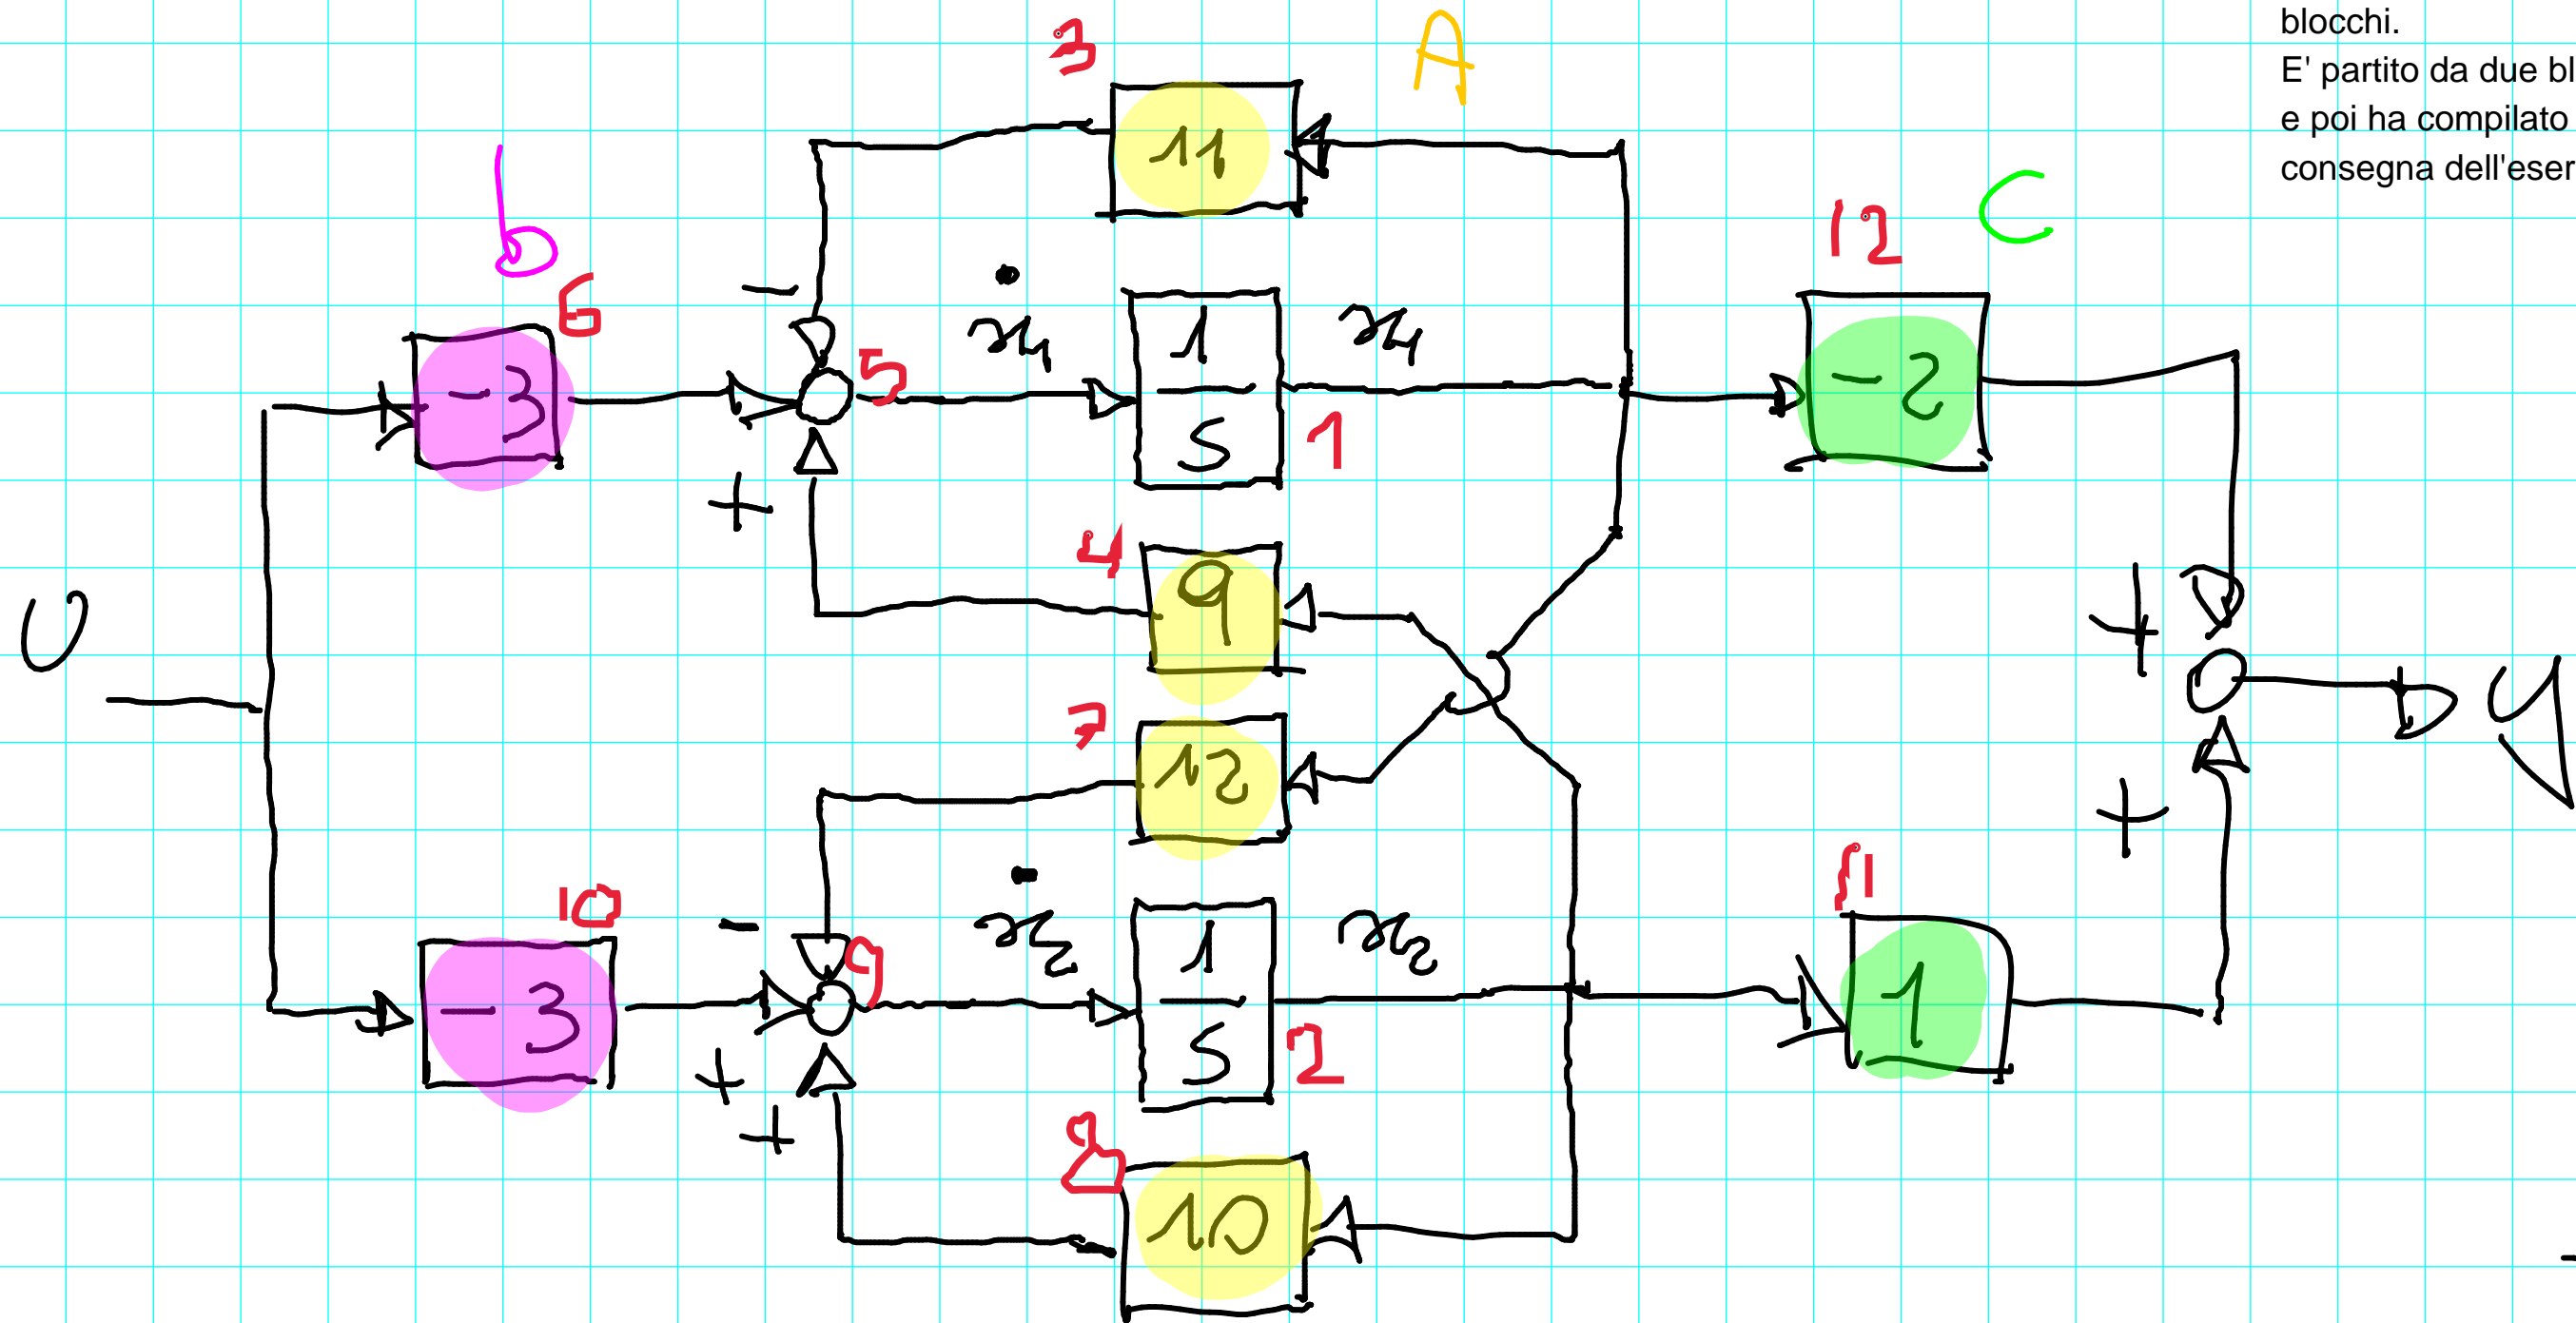 blocchi.
E' partito da due bl
e poi ha compilato
consegna dell'eser
3
A
11
b
12
C
6
-
ẋ1
1
S
x1
-3
5
-2
1
+
4
9
U
+
y
7
12
+
11
10
-
9
ẋ2
1
S
x2
-3
1
+
2
+
8
10